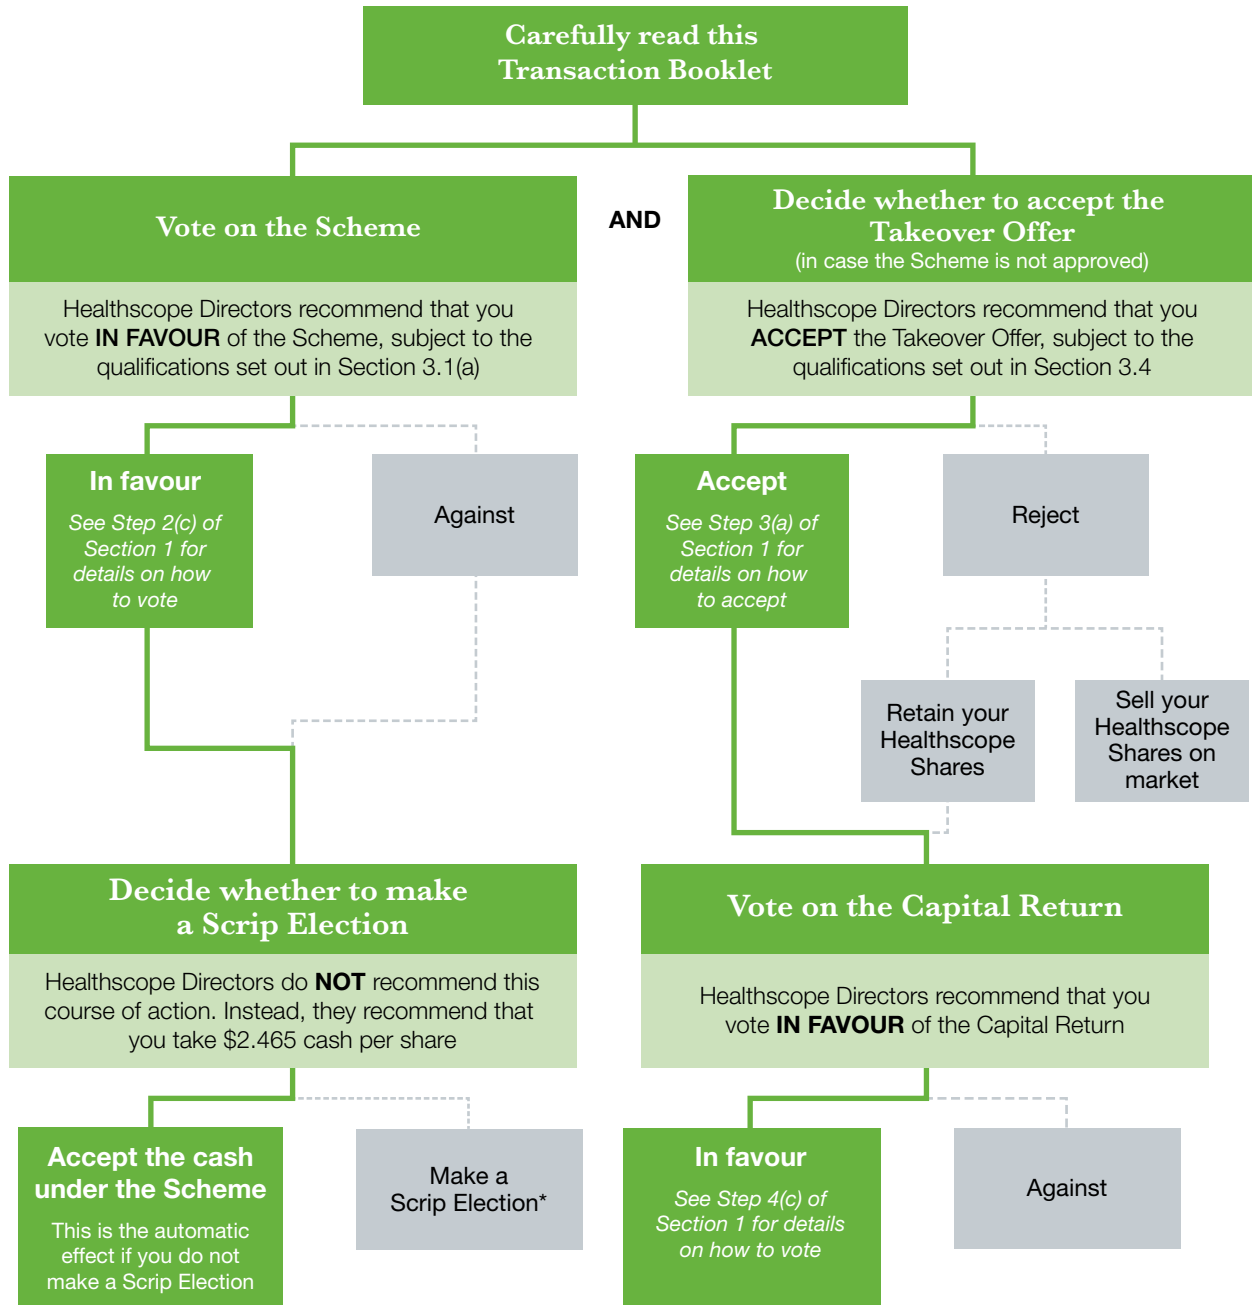 Carefully read this
Transaction Booklet
Vote on the Scheme
AND
Decide whether to accept the
Takeover Offer
(in case the Scheme is not approved)
Healthscope Directors recommend that you
vote IN FAVOUR of the Scheme, subject to the
qualifications set out in Section 3.1(a)
Healthscope Directors recommend that you
ACCEPT the Takeover Offer, subject to the
qualifications set out in Section 3.4
In favour
See Step 2(c) of
Section 1 for
details on how
to vote
Against
Accept
See Step 3(a) of
Section 1 for
details on how
to accept
Reject
Retain your
Healthscope
Shares
Sell your
Healthscope
Shares on
market
Decide whether to make
a Scrip Election
Healthscope Directors do NOT recommend this
course of action. Instead, they recommend that
you take $2.465 cash per share
Vote on the Capital Return
Healthscope Directors recommend that you
vote IN FAVOUR of the Capital Return
Accept the cash
under the Scheme
This is the automatic
effect if you do not
make a Scrip Election
Make a
Scrip Election*
In favour
See Step 4(c) of
Section 1 for details
on how to vote
Against